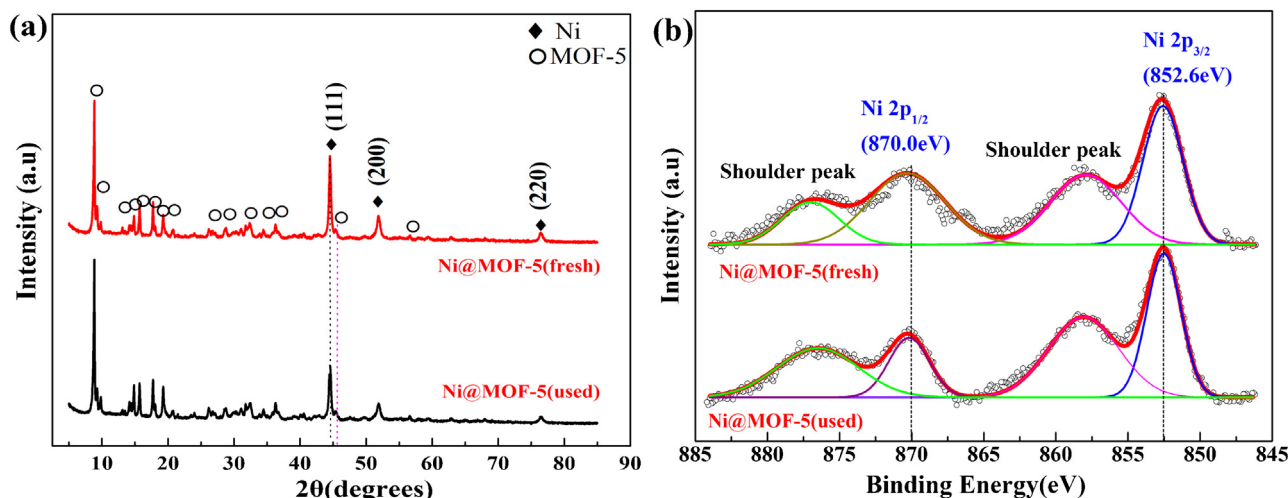 (a)
◆ Ni
○ MOF-5
(111)
(200)
(220)
Ni@MOF-5(fresh)
Ni@MOF-5(used)
Intensity (a.u)
10 20 30 40 50 60 70 80 90
2θ(degrees)
(b)
Ni 2p3/2
(852.6eV)
Ni 2p1/2
(870.0eV)
Shoulder peak
Shoulder peak
Ni@MOF-5(fresh)
Ni@MOF-5(used)
Intensity (a.u)
885 880 875 870 865 860 855 850 845
Binding Energy(eV)